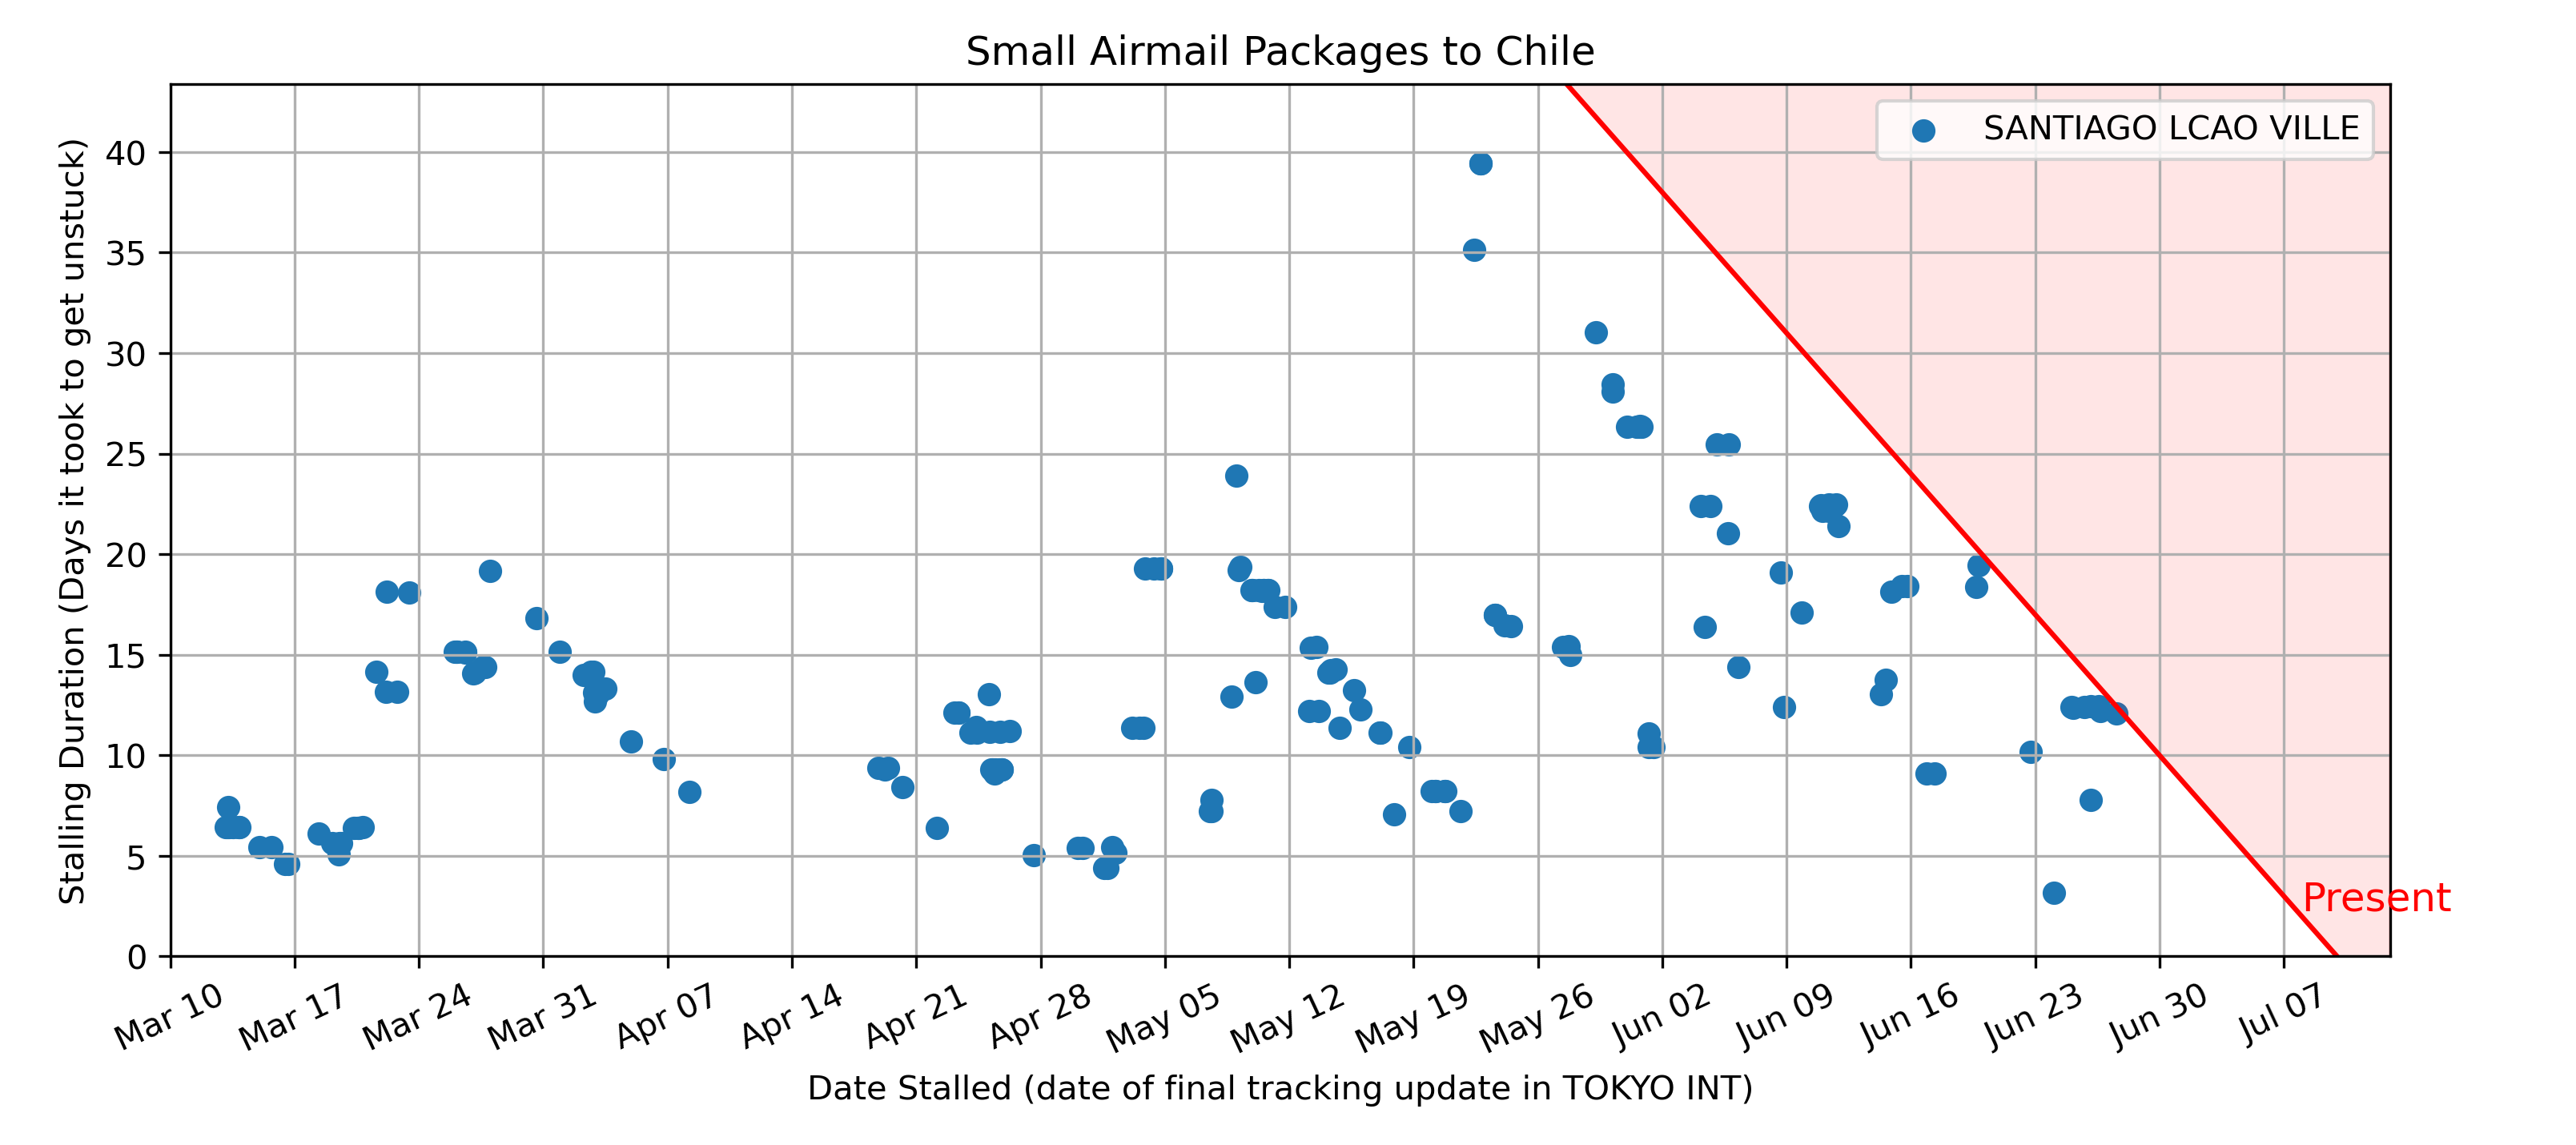 Small Airmail Packages to Chile
SANTIAGO LCAO VILLE
Stalling Duration (Days it took to get unstuck)
40
35
30
25
20
15
10
5
0
Present
Mar 10
Mar 17
Mar 24
Mar 31
Apr 07
Apr 14
Apr 21
Apr 28
May 05
May 12
May 19
May 26
Jun 02
Jun 09
Jun 16
Jun 23
Jun 30
Jul 07
Date Stalled (date of final tracking update in TOKYO INT)